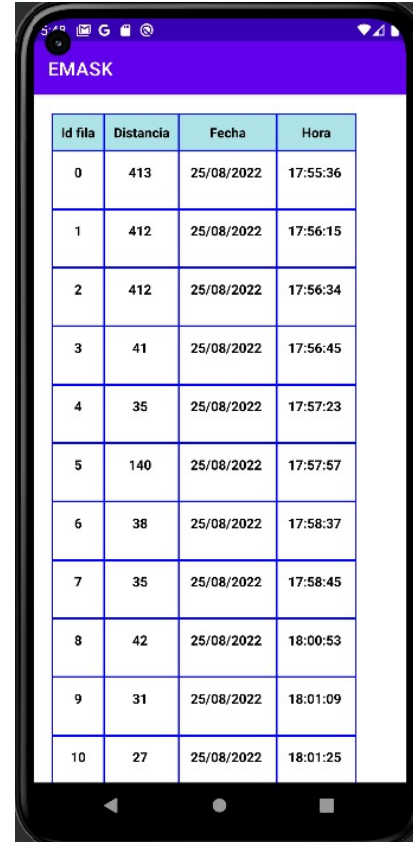 EMASK
Id fila Distancia Fecha Hora
0 413 25/08/2022 17:55:36
1 412 25/08/2022 17:56:15
2 412 25/08/2022 17:56:34
3 41 25/08/2022 17:56:45
4 35 25/08/2022 17:57:23
5 140 25/08/2022 17:57:57
6 38 25/08/2022 17:58:37
7 35 25/08/2022 17:58:45
8 42 25/08/2022 18:00:53
9 31 25/08/2022 18:01:09
10 27 25/08/2022 18:01:25